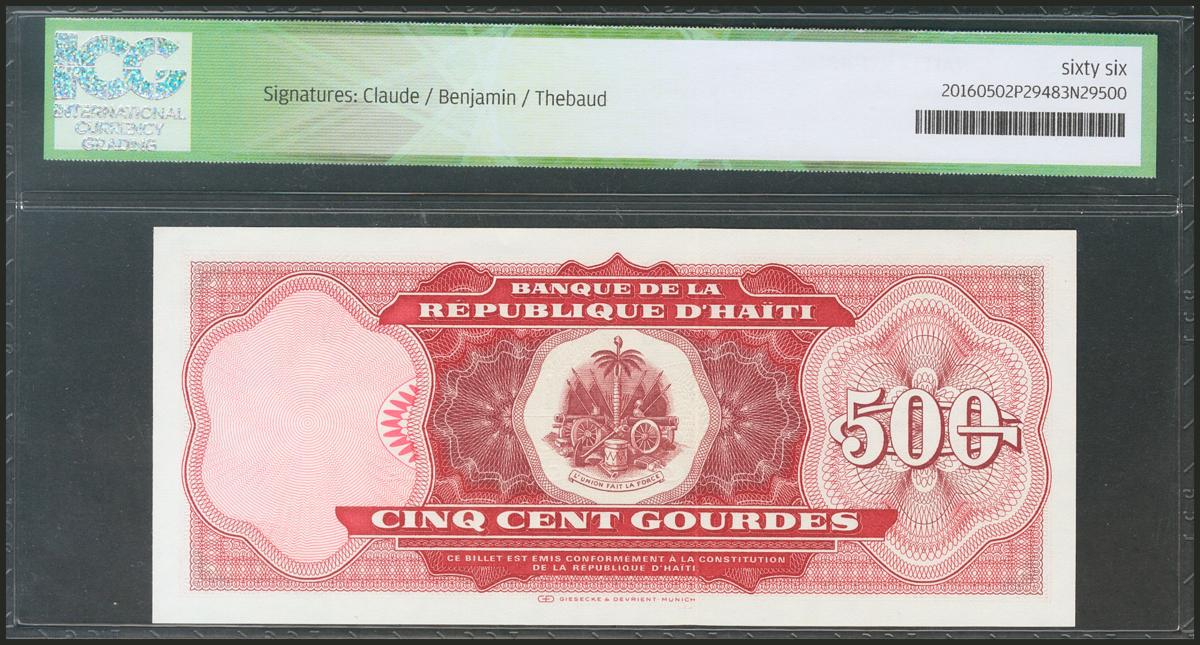 ICG
INTERNATIONAL
CURRENCY
GRADING
Signatures: Claude / Benjamin / Thebaud
sixty six
20160502P29483N29500
BANQUE DE LA
RÉPUBLIQUE D'HAÏTI
500
L'UNION FAIT LA FORCE
CINQ CENT GOURDES
CE BILLET EST ÉMIS CONFORMÉMENT À LA CONSTITUTION
DE LA RÉPUBLIQUE D'HAÏTI
GIESECKE & DEVRIENT · MUNICH